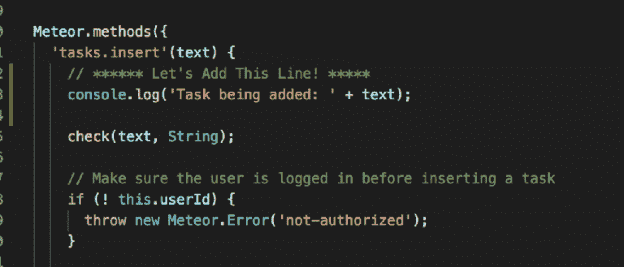 Meteor.methods({
'tasks.insert'(text) {
// ****** Let's Add This Line! *****
console.log('Task being added: ' + text);
check(text, String);
// Make sure the user is logged in before inserting a task
if (! this.userId) {
throw new Meteor.Error('not-authorized');
}